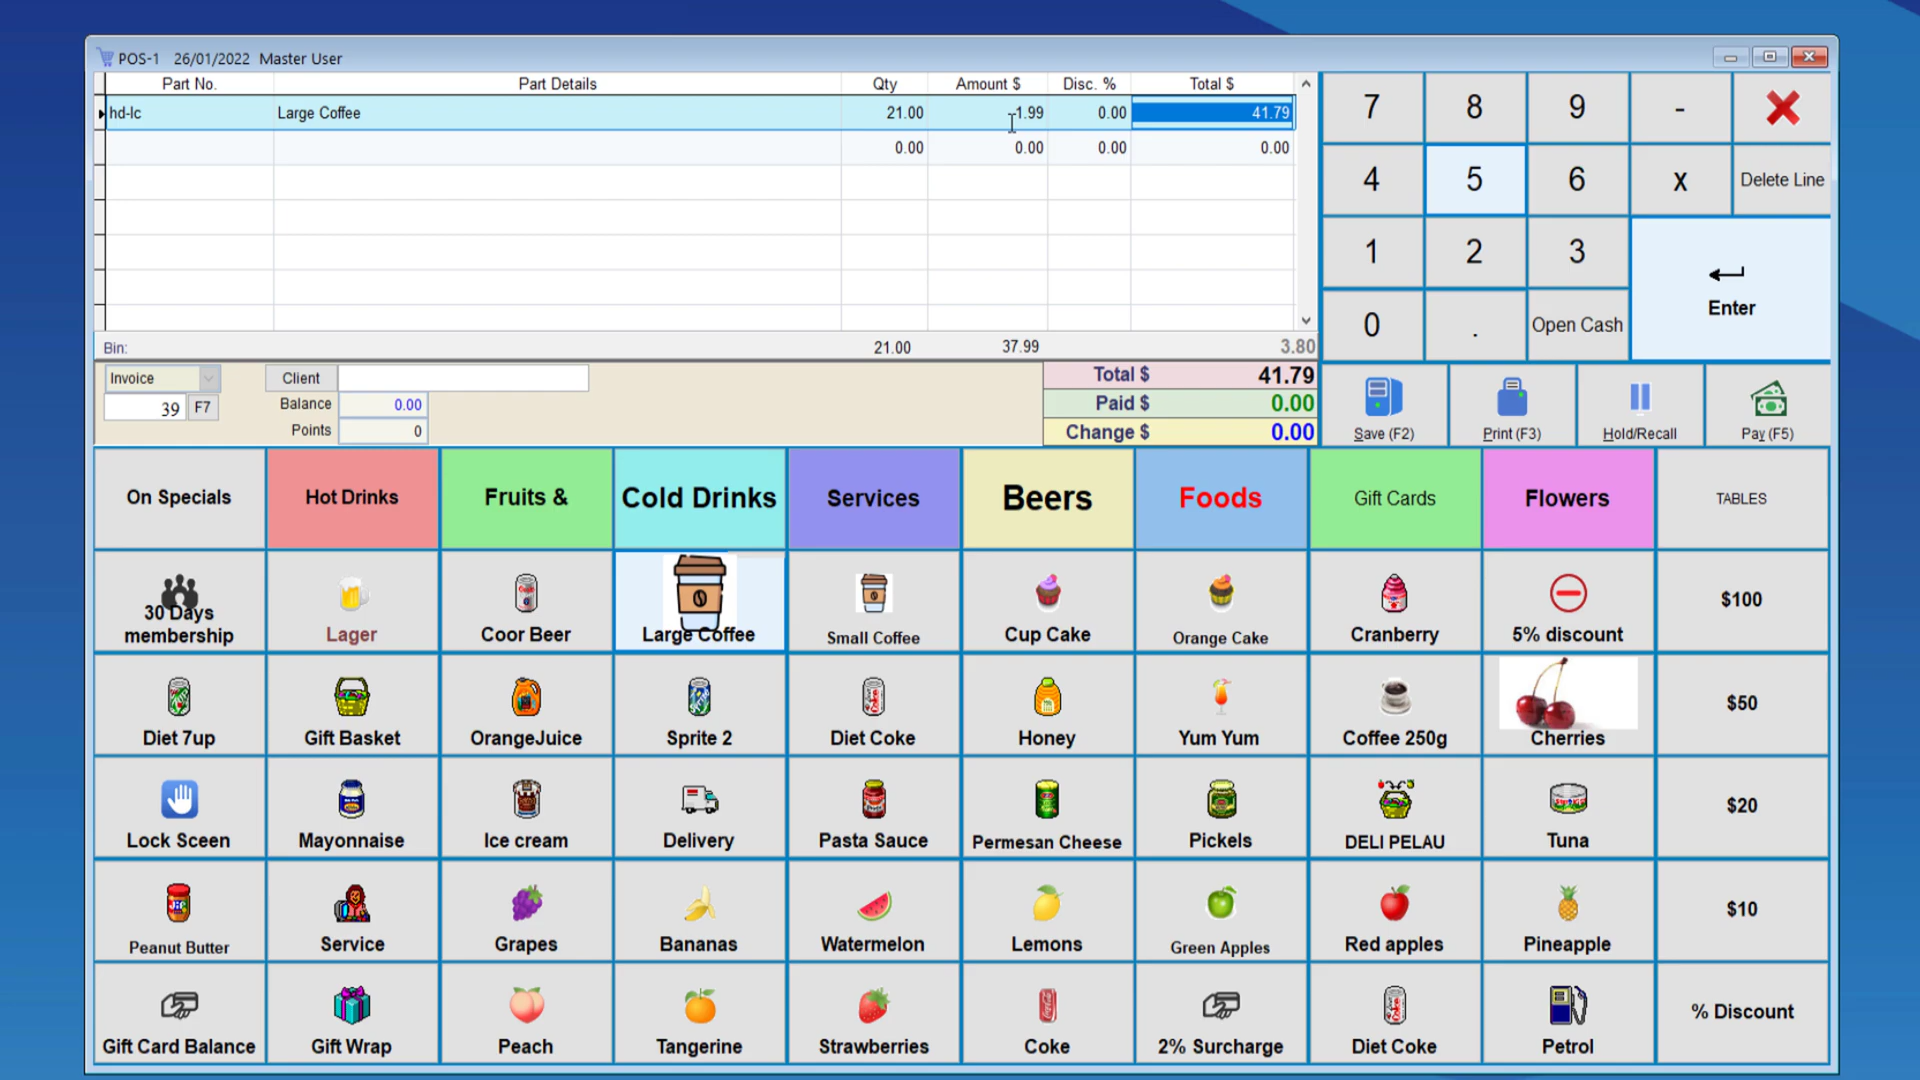 POS-1 26/01/2022 Master User
Part No. Part Details Qty Amount $ Disc. % Total $
hd-lc Large Coffee 21.00 1.99 0.00 41.79
0.00 0.00 0.00 0.00
Bin: 21.00 37.99 3.80
7 8 9 -
4 5 6 x Delete Line
1 2 3
Enter
0 . Open Cash
Invoice Client
39 F7 Balance 0.00
Points 0
Total $ 41.79
Paid $ 0.00
Change $ 0.00
Save (F2) Print (F3) Hold/Recall Pay (F5)
On Specials Hot Drinks Fruits & Cold Drinks Services Beers Foods Gift Cards Flowers TABLES
30 Days
membership Lager Coor Beer Large Coffee Small Coffee Cup Cake Orange Cake Cranberry 5% discount $100
Diet 7up Gift Basket OrangeJuice Sprite 2 Diet Coke Honey Yum Yum Coffee 250g Cherries $50
Lock Sceen Mayonnaise Ice cream Delivery Pasta Sauce Permesan Cheese Pickels DELI PELAU Tuna $20
Peanut Butter Service Grapes Bananas Watermelon Lemons Green Apples Red apples Pineapple $10
Gift Card Balance Gift Wrap Peach Tangerine Strawberries Coke 2% Surcharge Diet Coke Petrol % Discount